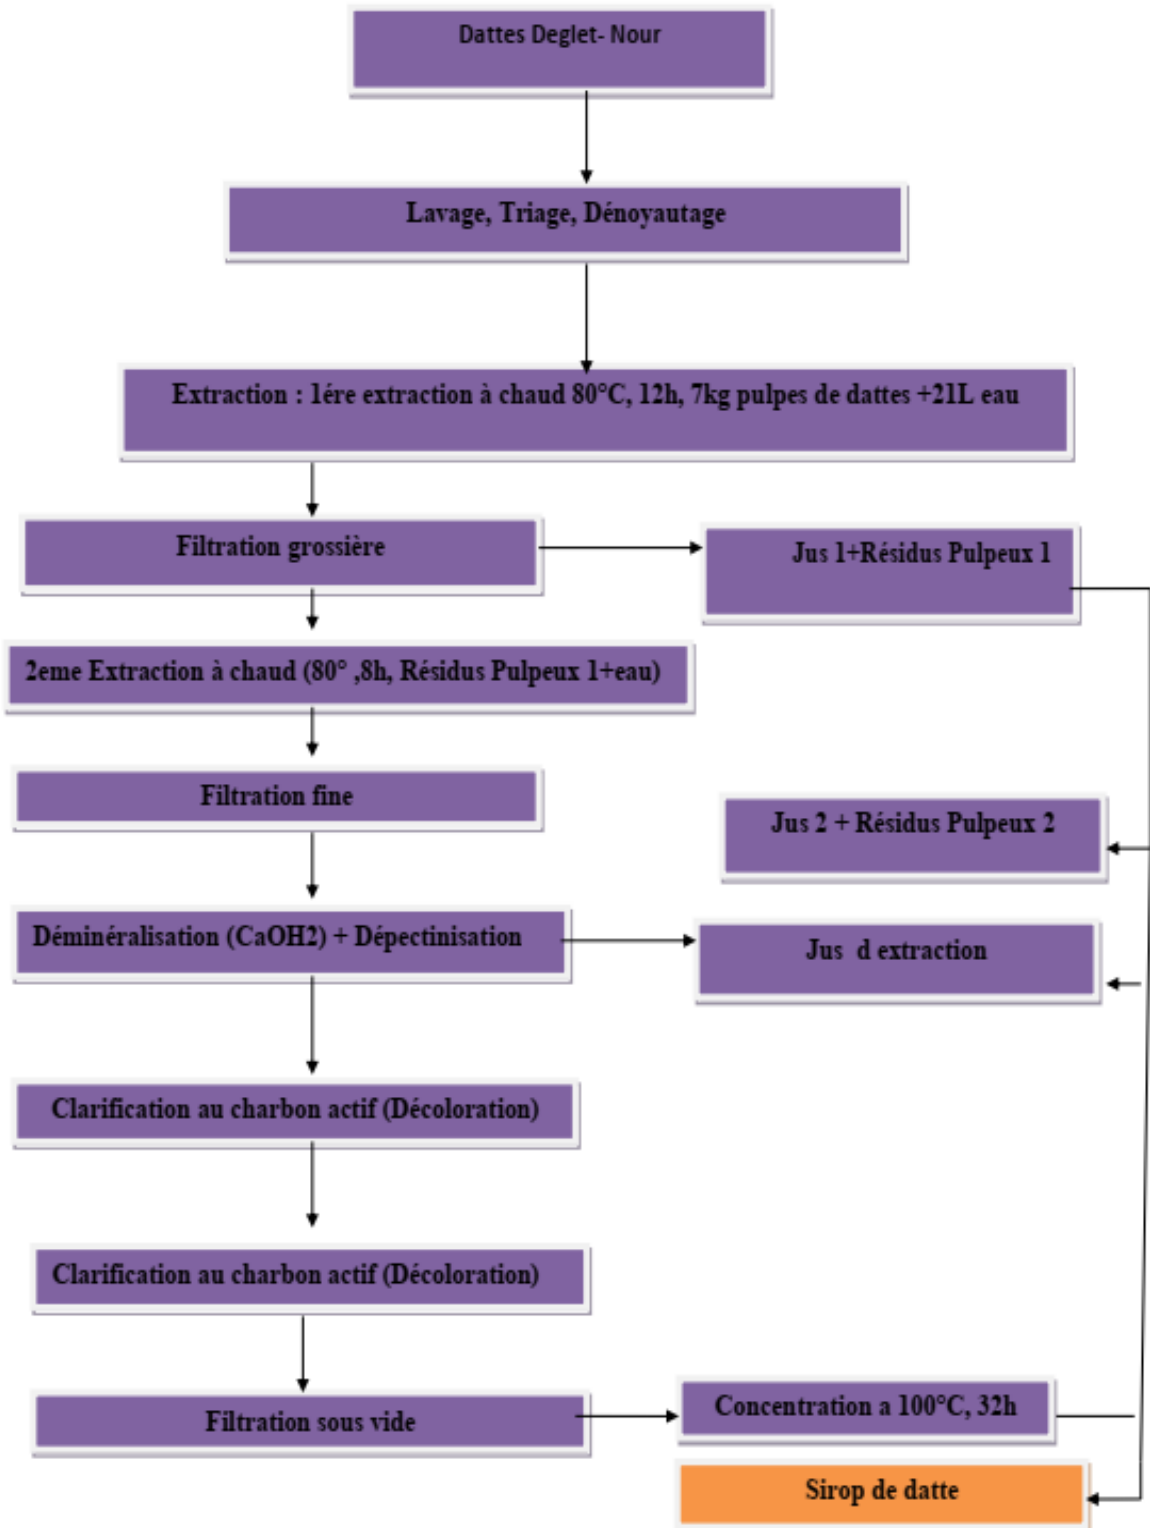 Dattes Deglet- Nour
Lavage, Triage, Dénoyautage
Extraction : 1ére extraction à chaud 80°C, 12h, 7kg pulpes de dattes +21L eau
Filtration grossière
Jus 1+Résidus Pulpeux 1
2eme Extraction à chaud (80° ,8h, Résidus Pulpeux 1+eau)
Filtration fine
Jus 2 + Résidus Pulpeux 2
Déminéralisation (CaOH2) + Dépectinisation
Jus d extraction
Clarification au charbon actif (Décoloration)
Clarification au charbon actif (Décoloration)
Filtration sous vide
Concentration a 100°C, 32h
Sirop de datte